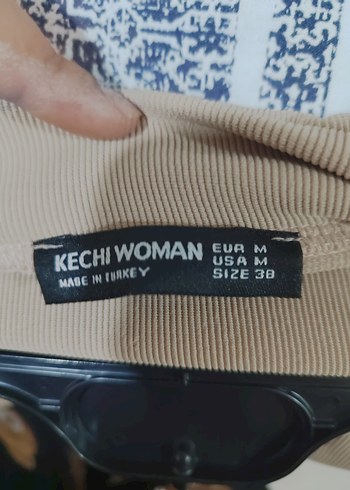 KECHI WOMAN
MADE IN TURKEY
EUR M
USA M
SIZE 38